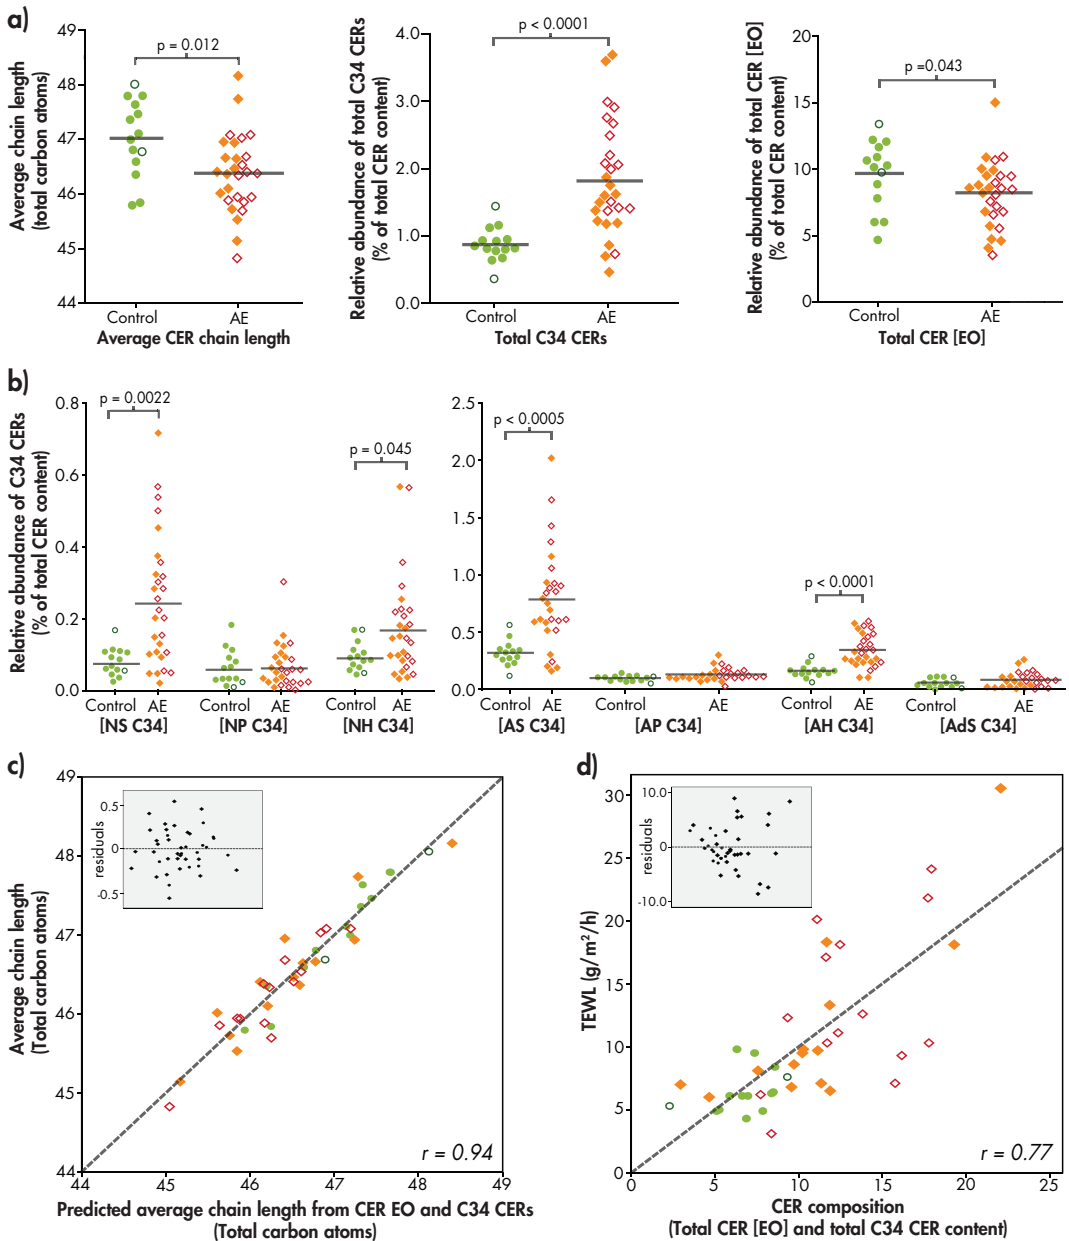 a)
49
48
47
46
45
44
Average chain length
(total carbon atoms)
p = 0.012
Control
AE
Average CER chain length
4.0
3.0
2.0
1.0
0.0
Relative abundance of total C34 CERs
(% of total CER content)
p < 0.0001
Control
AE
Total C34 CERs
20
15
10
5
0
Relative abundance of total CER [EO]
(% of total CER content)
p =0.043
Control
AE
Total CER [EO]
b)
0.8
0.6
0.4
0.2
0.0
Relative abundance of C34 CERs
(% of total CER content)
p = 0.0022
p = 0.045
Control
AE
Control
AE
Control
AE
[NS C34]
[NP C34]
[NH C34]
2.5
2.0
1.5
1.0
0.5
0.0
p < 0.0005
p < 0.0001
Control
AE
Control
AE
Control
AE
Control
AE
[AS C34]
[AP C34]
[AH C34]
[AdS C34]
c)
49
48
47
46
45
44
Average chain length
(Total carbon atoms)
0.5
0
-0.5
residuals
r = 0.94
44
45
46
47
48
49
Predicted average chain length from CER EO and C34 CERs
(Total carbon atoms)
d)
30
25
20
15
10
5
0
TEWL (g/m²/h)
10.0
0
-10.0
residuals
r = 0.77
0
5
10
15
20
25
CER composition
(Total CER [EO] and total C34 CER content)